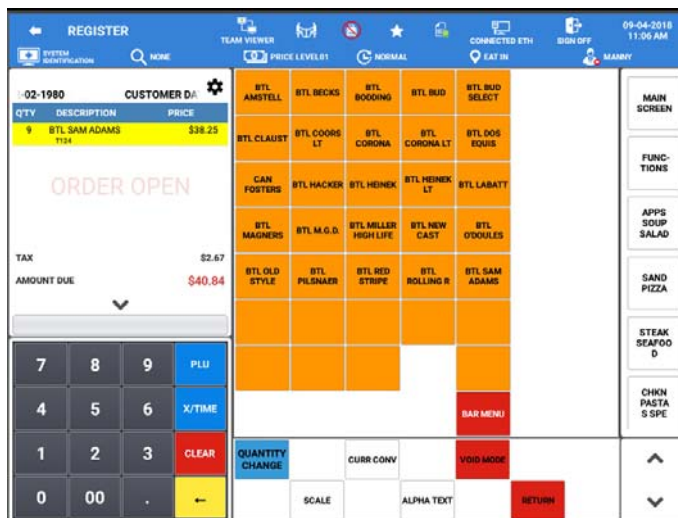 REGISTER
TEAM VIEWER
CONNECTED ETH
SIGN OFF
09-04-2018
11:06 AM
SYSTEM
IDENTIFICATION
NONE
PRICE LEVEL01
NORMAL
EAT IN
MANNY
-02-1980
CUSTOMER DA
Q'TY DESCRIPTION PRICE
9 BTL SAM ADAMS $38.25
T124
ORDER OPEN
TAX $2.67
AMOUNT DUE $40.84
7 8 9 PLU
4 5 6 X/TIME
1 2 3 CLEAR
0 00 . ←
BTL AMSTELL
BTL BECKS
BTL BODDING
BTL BUD
BTL BUD SELECT
BTL CLAUST
BTL COORS LT
BTL CORONA
BTL CORONA LT
BTL DOS EQUIS
CAN FOSTERS
BTL HACKER
BTL HEINEK
BTL HEINEK LT
BTL LABATT
BTL MAGNERS
BTL M.G.D.
BTL MILLER HIGH LIFE
BTL NEW CAST
BTL O'DOULES
BTL OLD STYLE
BTL PILSNAER
BTL RED STRIPE
BTL ROLLING R
BTL SAM ADAMS
BAR MENU
QUANTITY CHANGE
CURR CONV
VOID MODE
SCALE
ALPHA TEXT
RETURN
MAIN
SCREEN
FUNC-
TIONS
APPS
SOUP
SALAD
SAND
PIZZA
STEAK
SEAFOO
D
CHKN
PASTA
S SPE